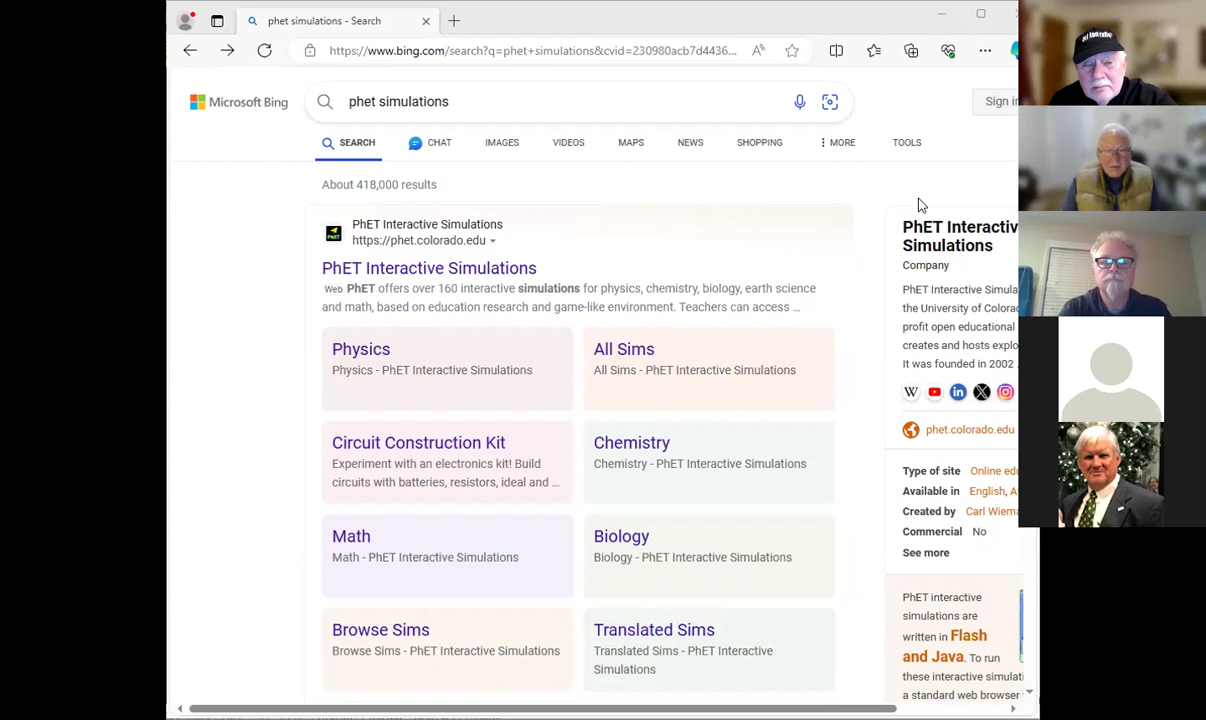 phet simulations - Search
https://www.bing.com/search?q=phet+simulations&cvid=230980acb7d4436...
Microsoft Bing
phet simulations
Sign in
SEARCH
CHAT
IMAGES
VIDEOS
MAPS
NEWS
SHOPPING
MORE
TOOLS
About 418,000 results
PhET Interactive Simulations
https://phet.colorado.edu
PhET Interactive Simulations
Web PhET offers over 160 interactive simulations for physics, chemistry, biology, earth science
and math, based on education research and game-like environment. Teachers can access ...
Physics
Physics - PhET Interactive Simulations
All Sims
All Sims - PhET Interactive Simulations
Circuit Construction Kit
Experiment with an electronics kit! Build
circuits with batteries, resistors, ideal and ...
Chemistry
Chemistry - PhET Interactive Simulations
Math
Math - PhET Interactive Simulations
Biology
Biology - PhET Interactive Simulations
Browse Sims
Browse Sims - PhET Interactive Simulations
Translated Sims
Translated Sims - PhET Interactive
Simulations
PhET Interactiv
Simulations
Company
PhET Interactive Simula
the University of Colora
profit open educational
creates and hosts explo
It was founded in 2002
phet.colorado.edu
Type of site Online edu
Available in English, A
Created by Carl Wiema
Commercial No
See more
PhET interactive
simulations are
written in Flash
and Java. To run
these interactive simulati
a standard web browser